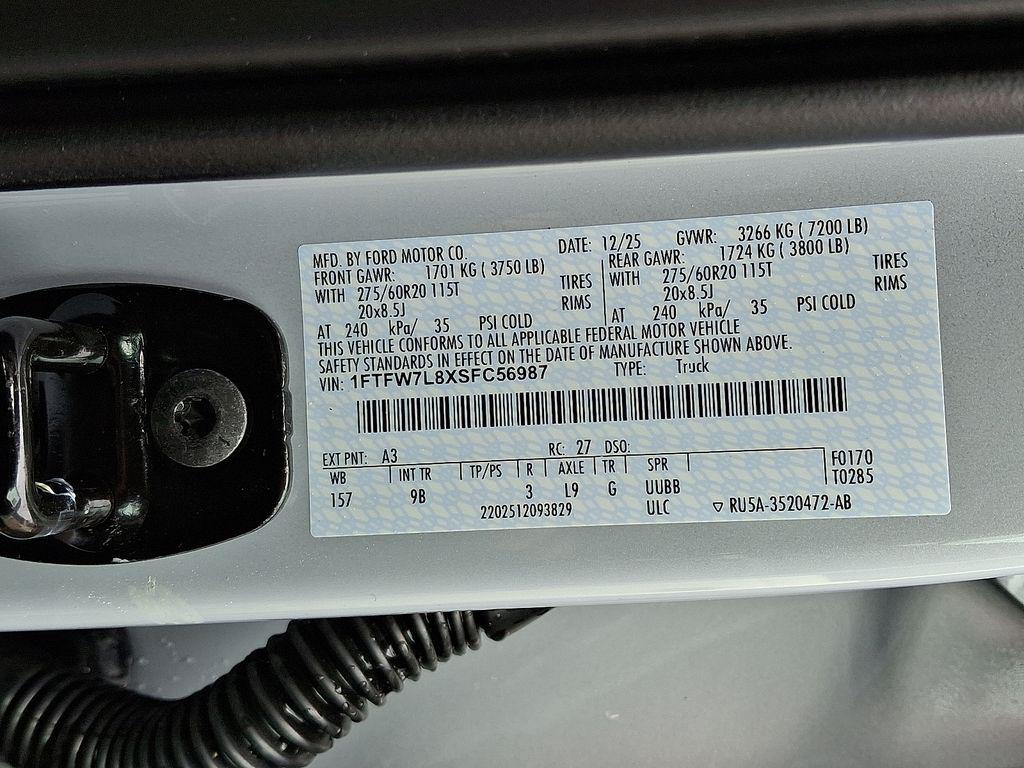 MFD. BY FORD MOTOR CO. DATE: 12/25 GVWR: 3266 KG ( 7200 LB)
FRONT GAWR: 1701 KG ( 3750 LB) REAR GAWR: 1724 KG ( 3800 LB)
WITH 275/60R20 115T TIRES WITH 275/60R20 115T TIRES
20x8.5J RIMS 20x8.5J RIMS
AT 240 kPa/ 35 PSI COLD AT 240 kPa/ 35 PSI COLD
THIS VEHICLE CONFORMS TO ALL APPLICABLE FEDERAL MOTOR VEHICLE
SAFETY STANDARDS IN EFFECT ON THE DATE OF MANUFACTURE SHOWN ABOVE.
VIN: 1FTFW7L8XSFC56987 TYPE: Truck
EXT PNT: A3 RC: 27 DSO: F0170
WB INT TR TP/PS R AXLE TR SPR T0285
157 9B 3 L9 G UUBB
2202512093829 ULC ▽ RU5A-3520472-AB